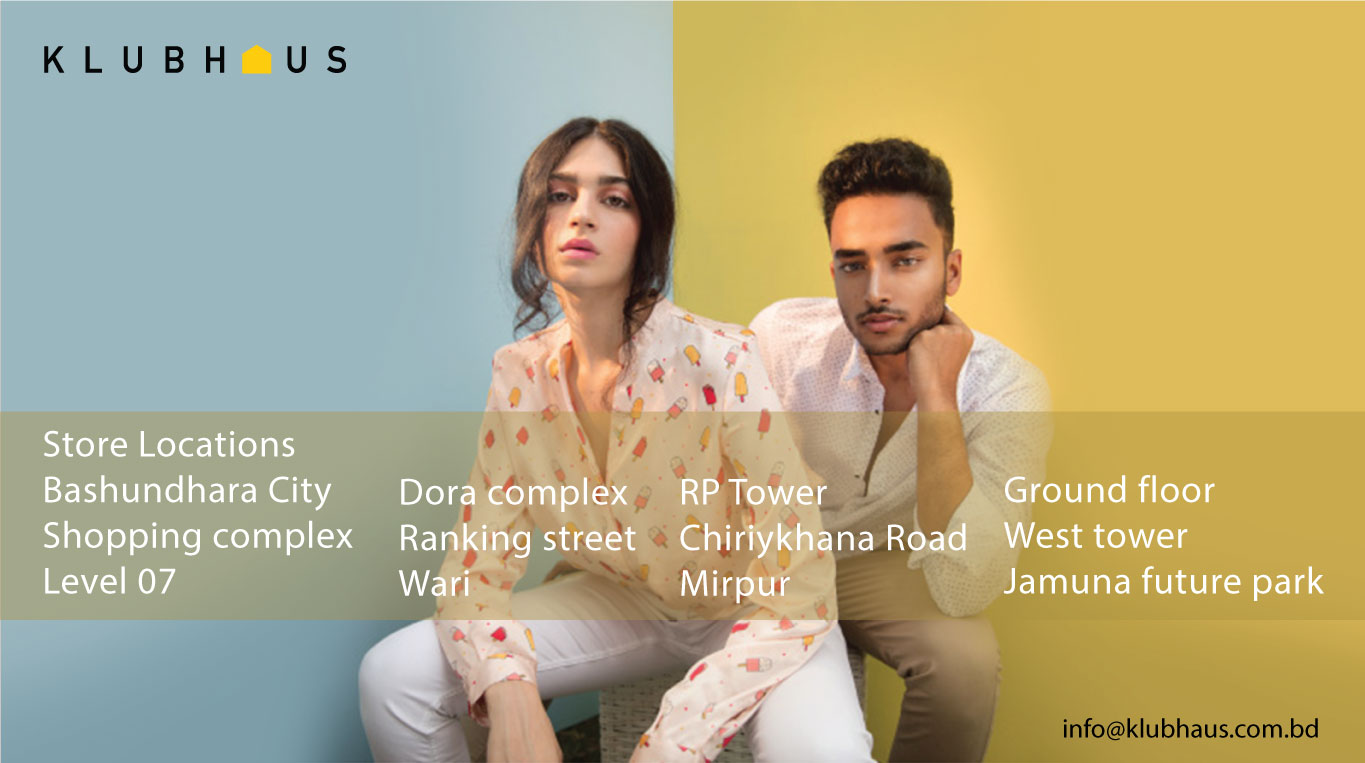 KLUBHAUS
Store Locations
Bashundhara City
Shopping complex
Level 07
Dora complex
Ranking street
Wari
RP Tower
Chiriykhana Road
Mirpur
Ground floor
West tower
Jamuna future park
info@klubhaus.com.bd